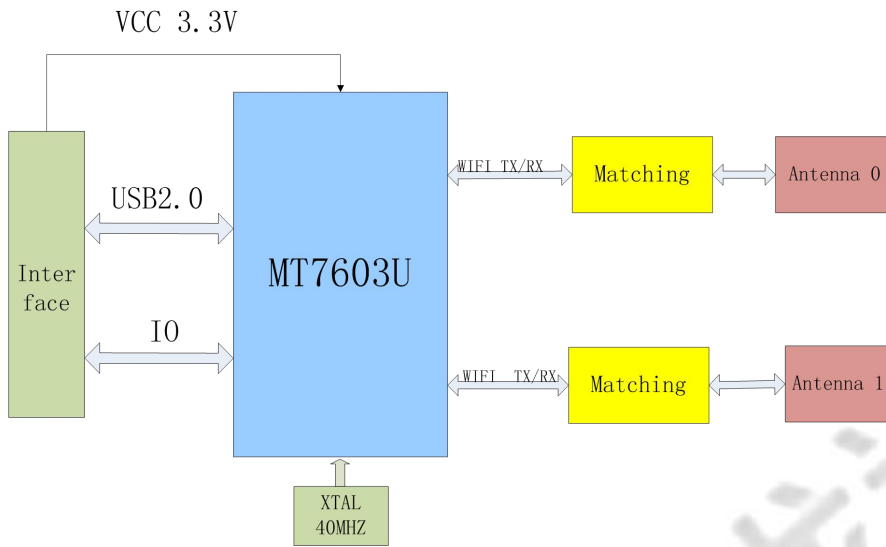 VCC 3.3V
USB2.0
Inter
face
IO
MT7603U
WIFI TX/RX
Matching
Antenna 0
WIFI TX/RX
Matching
Antenna 1
XTAL
40MHZ